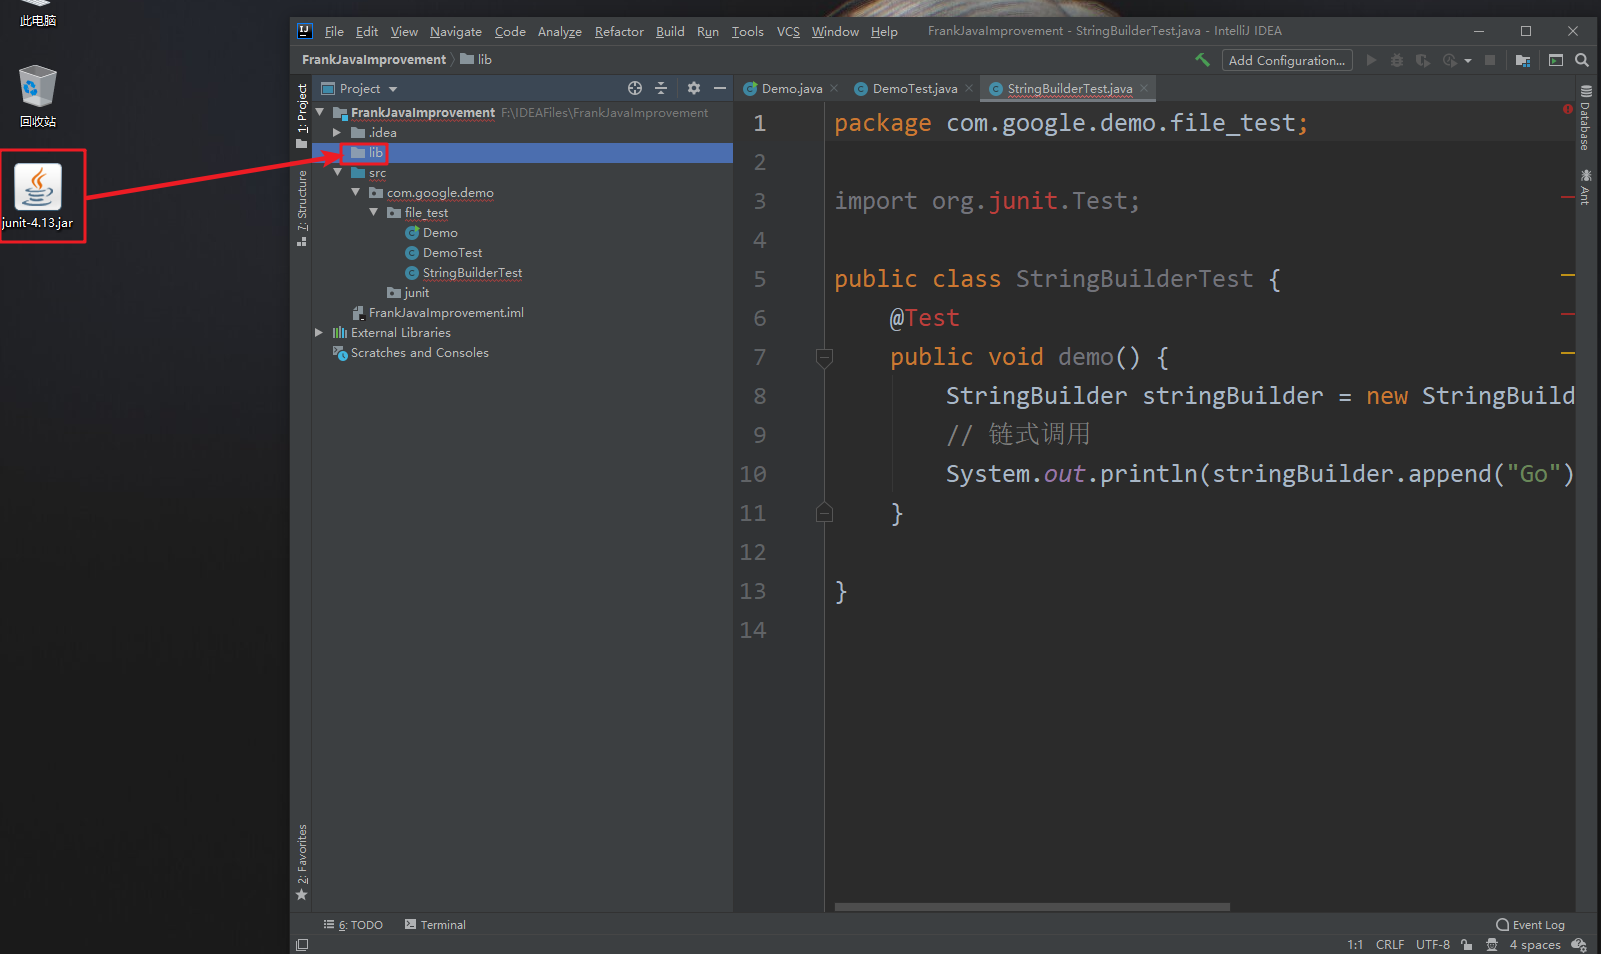 此电脑
回收站
junit-4.13.jar
File Edit View Navigate Code Analyze Refactor Build Run Tools VCS Window Help FrankJavaImprovement - StringBuilderTest.java - IntelliJ IDEA
FrankJavaImprovement lib Add Configuration...
Project
Demo.java DemoTest.java StringBuilderTest.java
FrankJavaImprovement F:\IDEAFiles\FrankJavaImprovement
.idea
lib
src
com.google.demo
file_test
Demo
DemoTest
StringBuilderTest
junit
FrankJavaImprovement.iml
External Libraries
Scratches and Consoles
1: Project
7: Structure
2: Favorites
1 package com.google.demo.file_test;
2
3 import org.junit.Test;
4
5 public class StringBuilderTest {
6 @Test
7 public void demo() {
8 StringBuilder stringBuilder = new StringBuild
9 // 链式调用
10 System.out.println(stringBuilder.append("Go")
11 }
12
13 }
14
Database
Ant
6: TODO Terminal Event Log
1:1 CRLF UTF-8 4 spaces